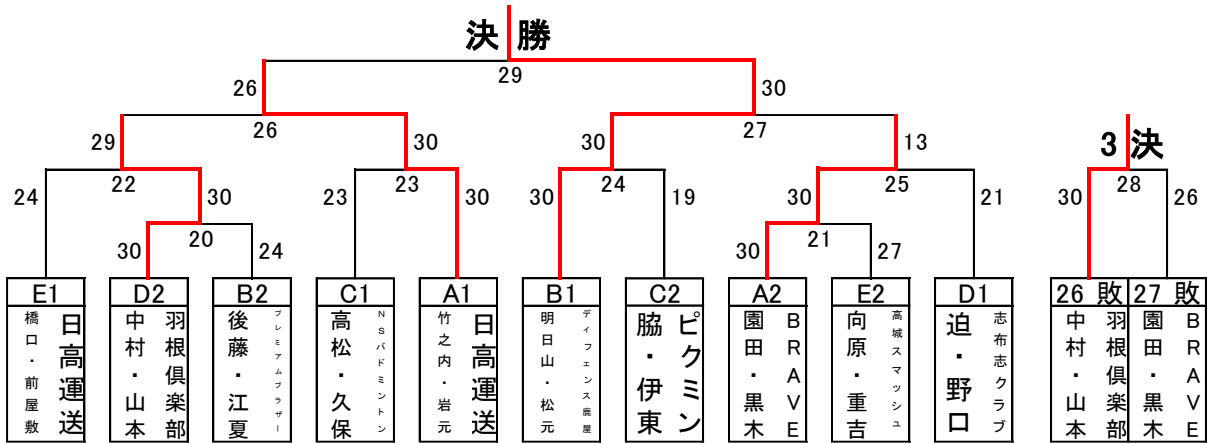 決 勝
29
26
30
26
27
29
30
30
13
3 決
22
23
24
25
28
24
30
23
30
30
19
30
21
30
26
20
21
30
24
30
27
E1
D2
B2
C1
A1
B1
C2
A2
E2
D1
26 敗
27 敗
日高運送
橋口・前屋敷
羽根倶楽部
中村・山本
プレミアムブラザー
後藤・江夏
NSバドミントン
高松・久保
日高運送
竹之内・岩元
ディフェンス鹿屋
明日山・松元
ピクミン
脇・伊東
BRAVE
園田・黒木
高城スマッシュ
向原・重吉
志布志クラブ
迫・野口
羽根倶楽部
中村・山本
BRAVE
園田・黒木